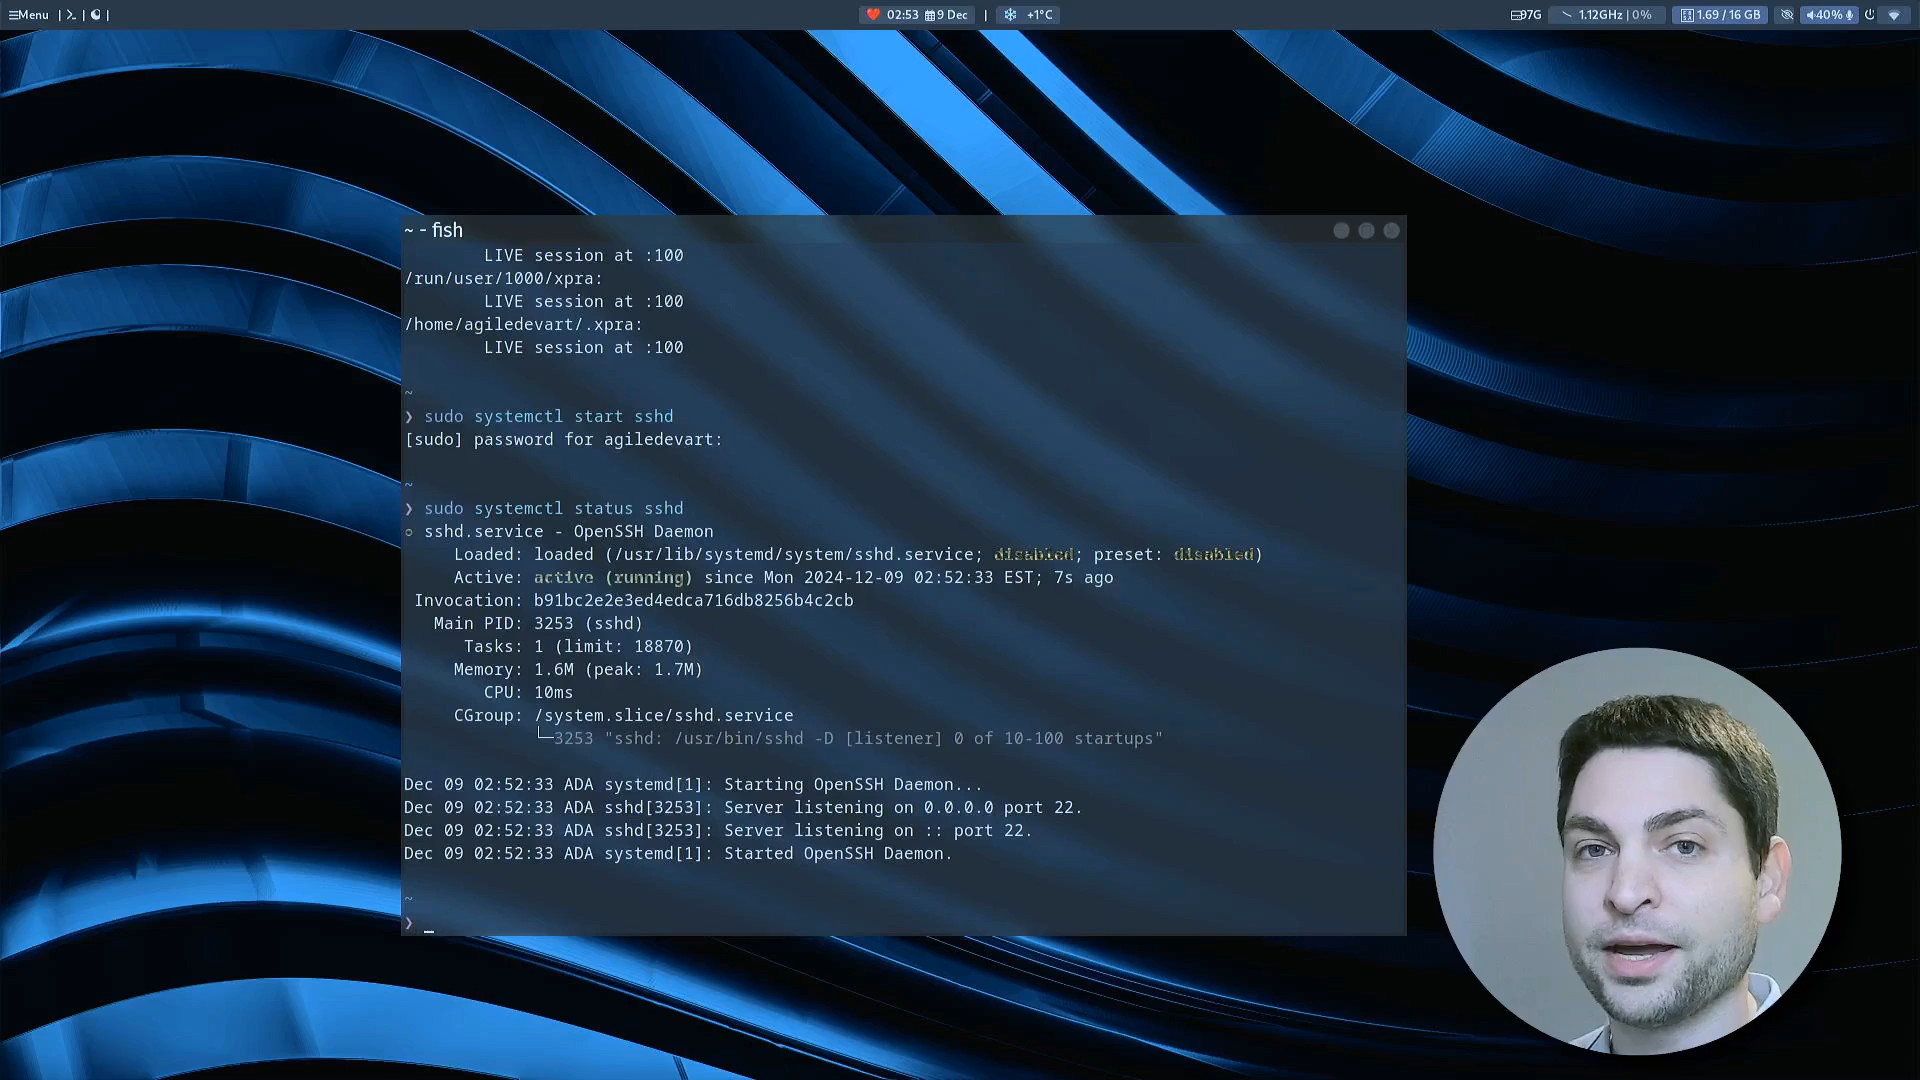 Menu | | |
02:53 9 Dec | +1°C
97G 1.12GHz | 0% 1.69 / 16 GB 40%
~ - fish
LIVE session at :100
/run/user/1000/xpra:
LIVE session at :100
/home/agiledevart/.xpra:
LIVE session at :100
~
❯ sudo systemctl start sshd
[sudo] password for agiledevart:
~
❯ sudo systemctl status sshd
○ sshd.service - OpenSSH Daemon
Loaded: loaded (/usr/lib/systemd/system/sshd.service; disabled; preset: disabled)
Active: active (running) since Mon 2024-12-09 02:52:33 EST; 7s ago
Invocation: b91bc2e2e3ed4edca716db8256b4c2cb
Main PID: 3253 (sshd)
Tasks: 1 (limit: 18870)
Memory: 1.6M (peak: 1.7M)
CPU: 10ms
CGroup: /system.slice/sshd.service
└─3253 "sshd: /usr/bin/sshd -D [listener] 0 of 10-100 startups"
Dec 09 02:52:33 ADA systemd[1]: Starting OpenSSH Daemon...
Dec 09 02:52:33 ADA sshd[3253]: Server listening on 0.0.0.0 port 22.
Dec 09 02:52:33 ADA sshd[3253]: Server listening on :: port 22.
Dec 09 02:52:33 ADA systemd[1]: Started OpenSSH Daemon.
~
❯ _